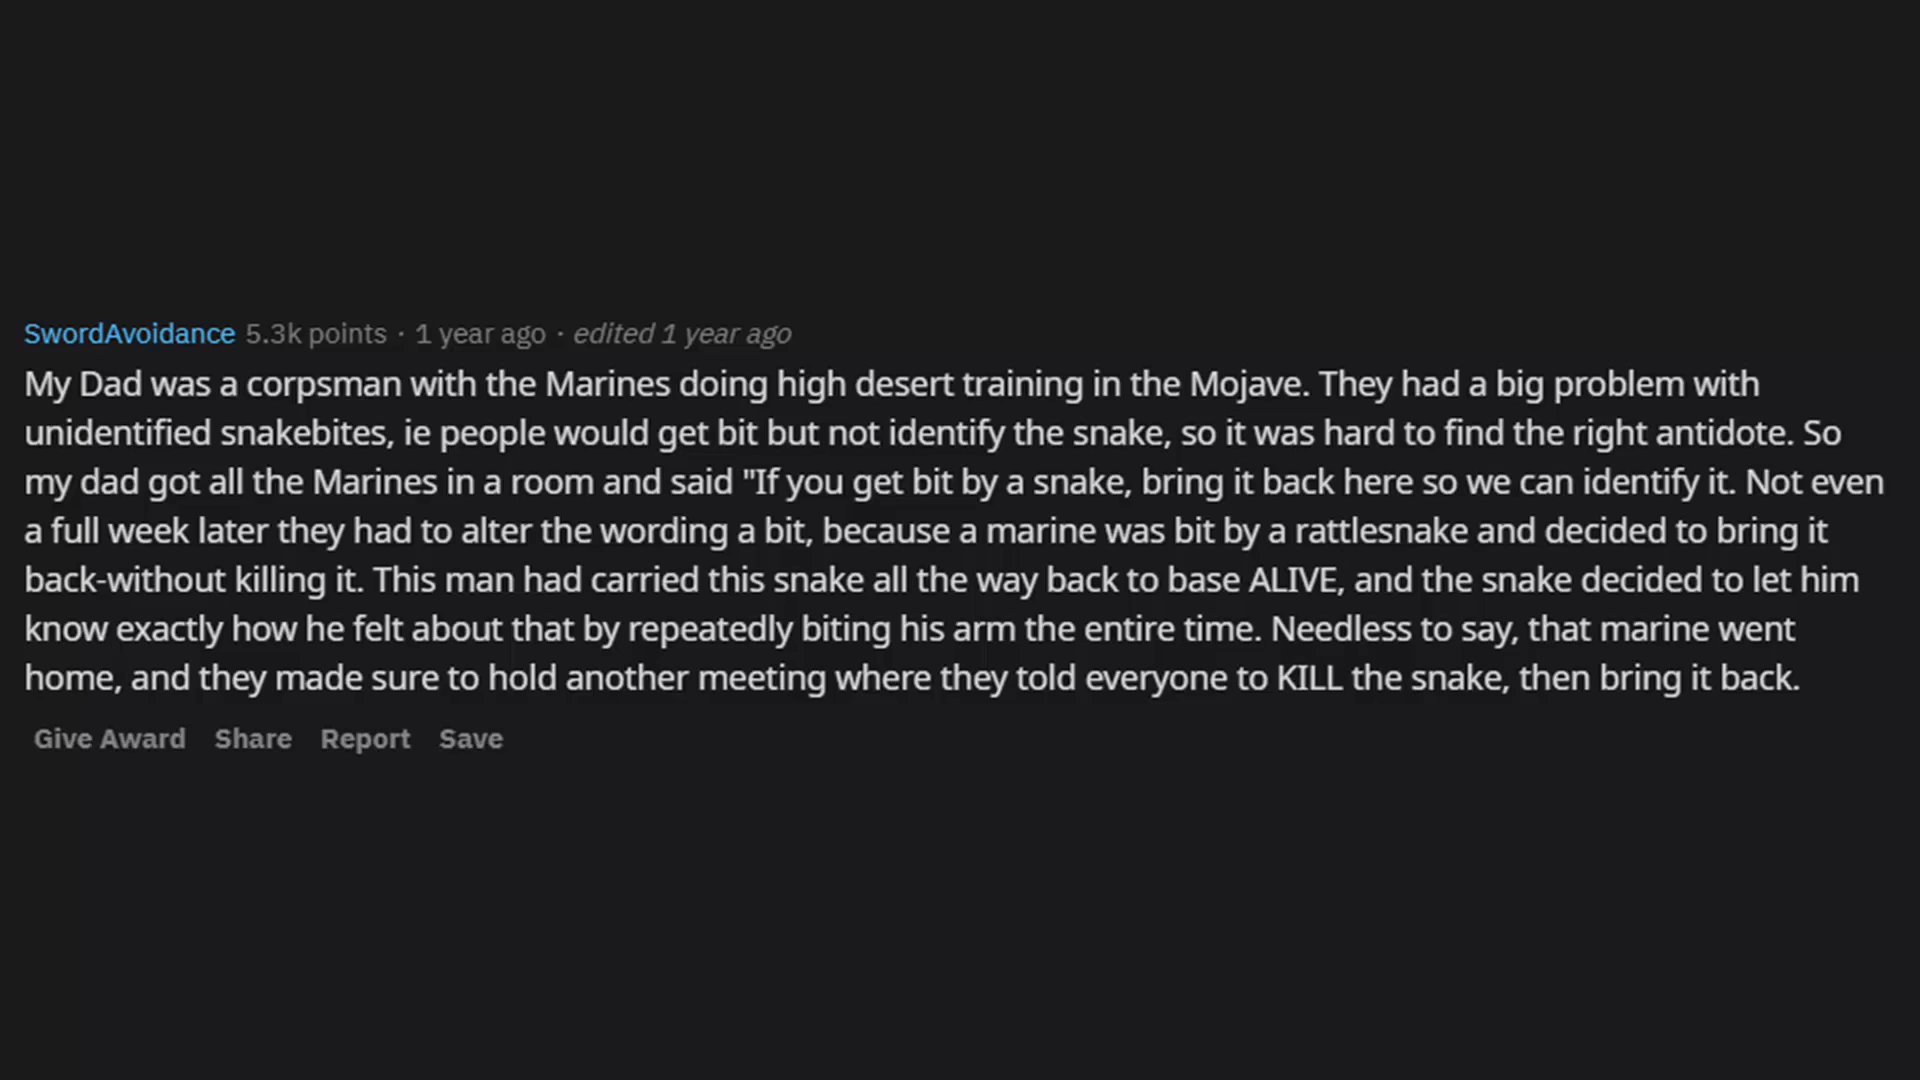 SwordAvoidance 5.3k points · 1 year ago · edited 1 year ago
My Dad was a corpsman with the Marines doing high desert training in the Mojave. They had a big problem with
unidentified snakebites, ie people would get bit but not identify the snake, so it was hard to find the right antidote. So
my dad got all the Marines in a room and said "If you get bit by a snake, bring it back here so we can identify it. Not even
a full week later they had to alter the wording a bit, because a marine was bit by a rattlesnake and decided to bring it
back-without killing it. This man had carried this snake all the way back to base ALIVE, and the snake decided to let him
know exactly how he felt about that by repeatedly biting his arm the entire time. Needless to say, that marine went
home, and they made sure to hold another meeting where they told everyone to KILL the snake, then bring it back.
Give Award Share Report Save